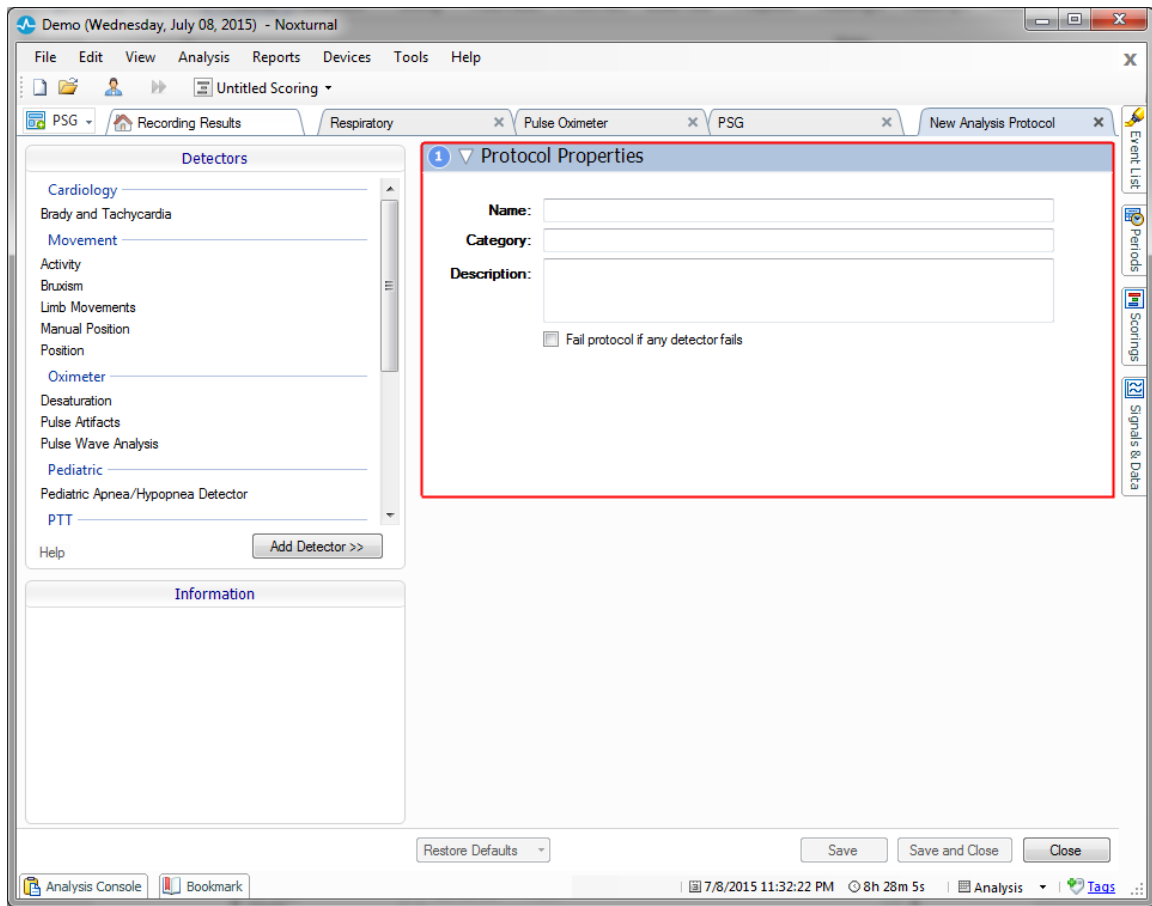 Demo (Wednesday, July 08, 2015) - Noxturnal
File Edit View Analysis Reports Devices Tools Help
Untitled Scoring
PSG Recording Results Respiratory Pulse Oximeter PSG New Analysis Protocol
Detectors
Cardiology
Brady and Tachycardia
Movement
Activity
Bruxism
Limb Movements
Manual Position
Position
Oximeter
Desaturation
Pulse Artifacts
Pulse Wave Analysis
Pediatric
Pediatric Apnea/Hypopnea Detector
PTT
Help Add Detector >>
Information
1 Protocol Properties
Name:
Category:
Description:
Fail protocol if any detector fails
Event List
Periods
Scorings
Signals & Data
Restore Defaults Save Save and Close Close
Analysis Console Bookmark 7/8/2015 11:32:22 PM 8h 28m 5s Analysis Tags